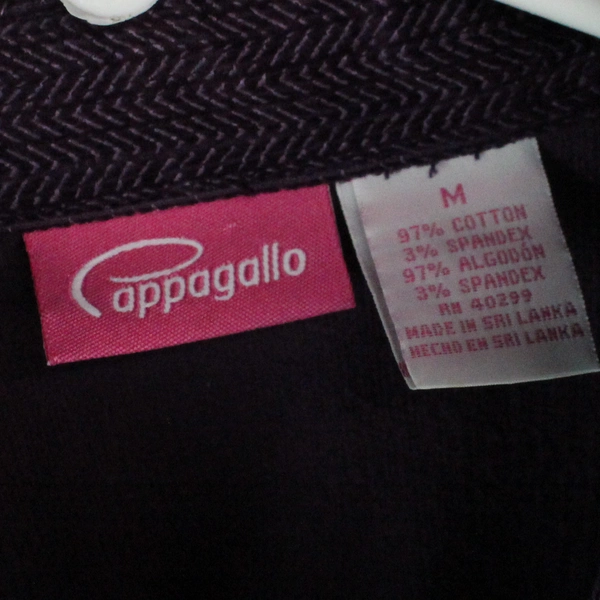 Pappagallo
M
97% COTTON
3% SPANDEX
97% ALGODÓN
3% SPANDEX
RN 40299
MADE IN SRI LANKA
HECHO EN SRI LANKA